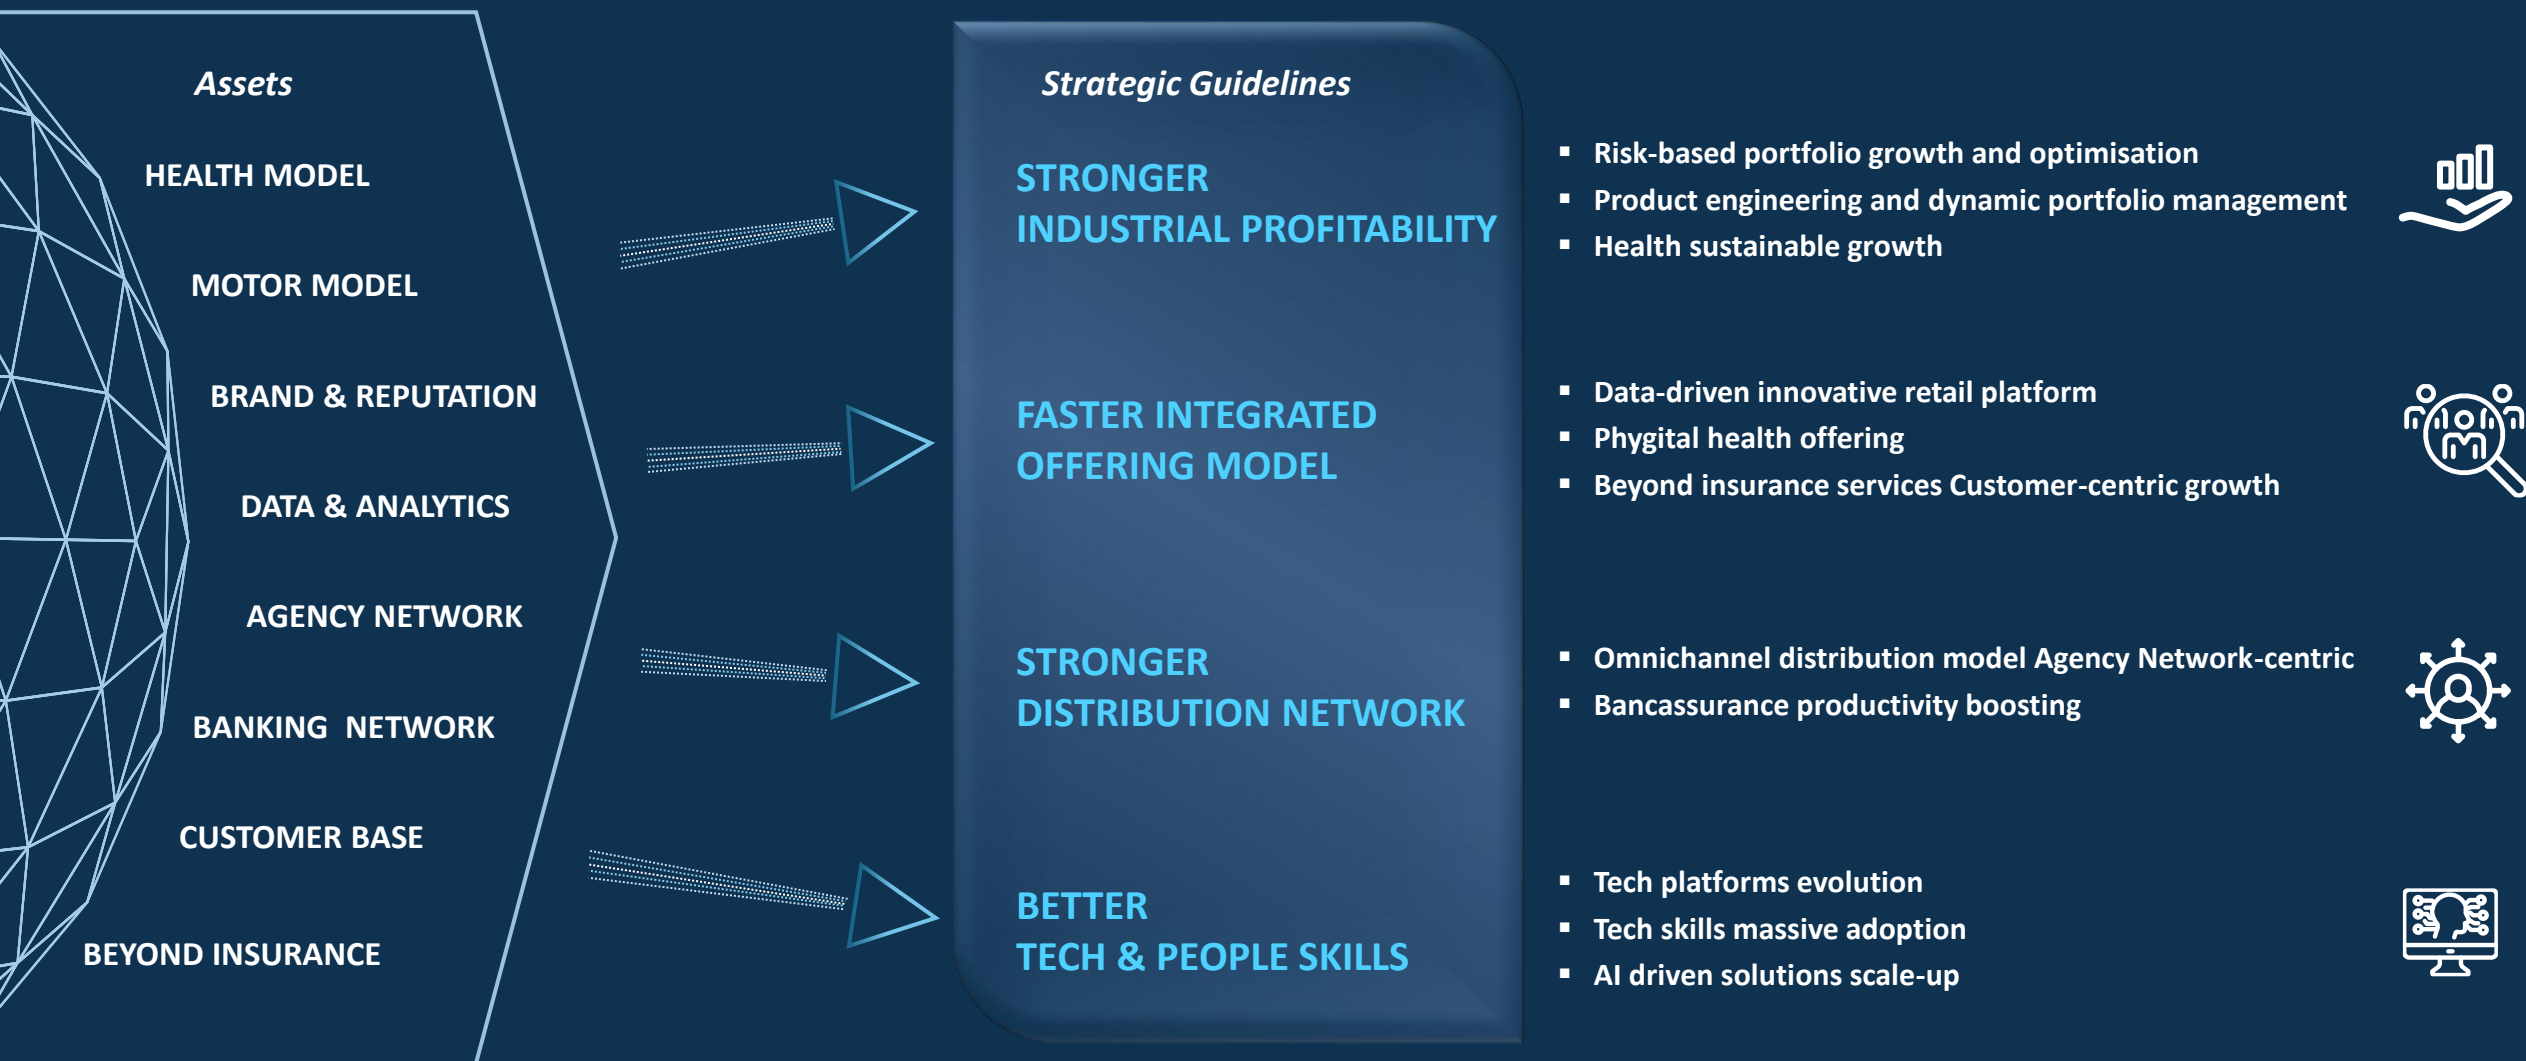 Assets
HEALTH MODEL
MOTOR MODEL
BRAND & REPUTATION
DATA & ANALYTICS
AGENCY NETWORK
BANKING  NETWORK
CUSTOMER BASE
BEYOND INSURANCE
Strategic Guidelines
STRONGER
INDUSTRIAL PROFITABILITY
▪ Risk-based portfolio growth and optimisation
▪ Product engineering and dynamic portfolio management
▪ Health sustainable growth
FASTER INTEGRATED
OFFERING MODEL
▪ Data-driven innovative retail platform
▪ Phygital health offering
▪ Beyond insurance services Customer-centric growth
STRONGER
DISTRIBUTION NETWORK
▪ Omnichannel distribution model Agency Network-centric
▪ Bancassurance productivity boosting
BETTER
TECH & PEOPLE SKILLS
▪ Tech platforms evolution
▪ Tech skills massive adoption
▪ AI driven solutions scale-up